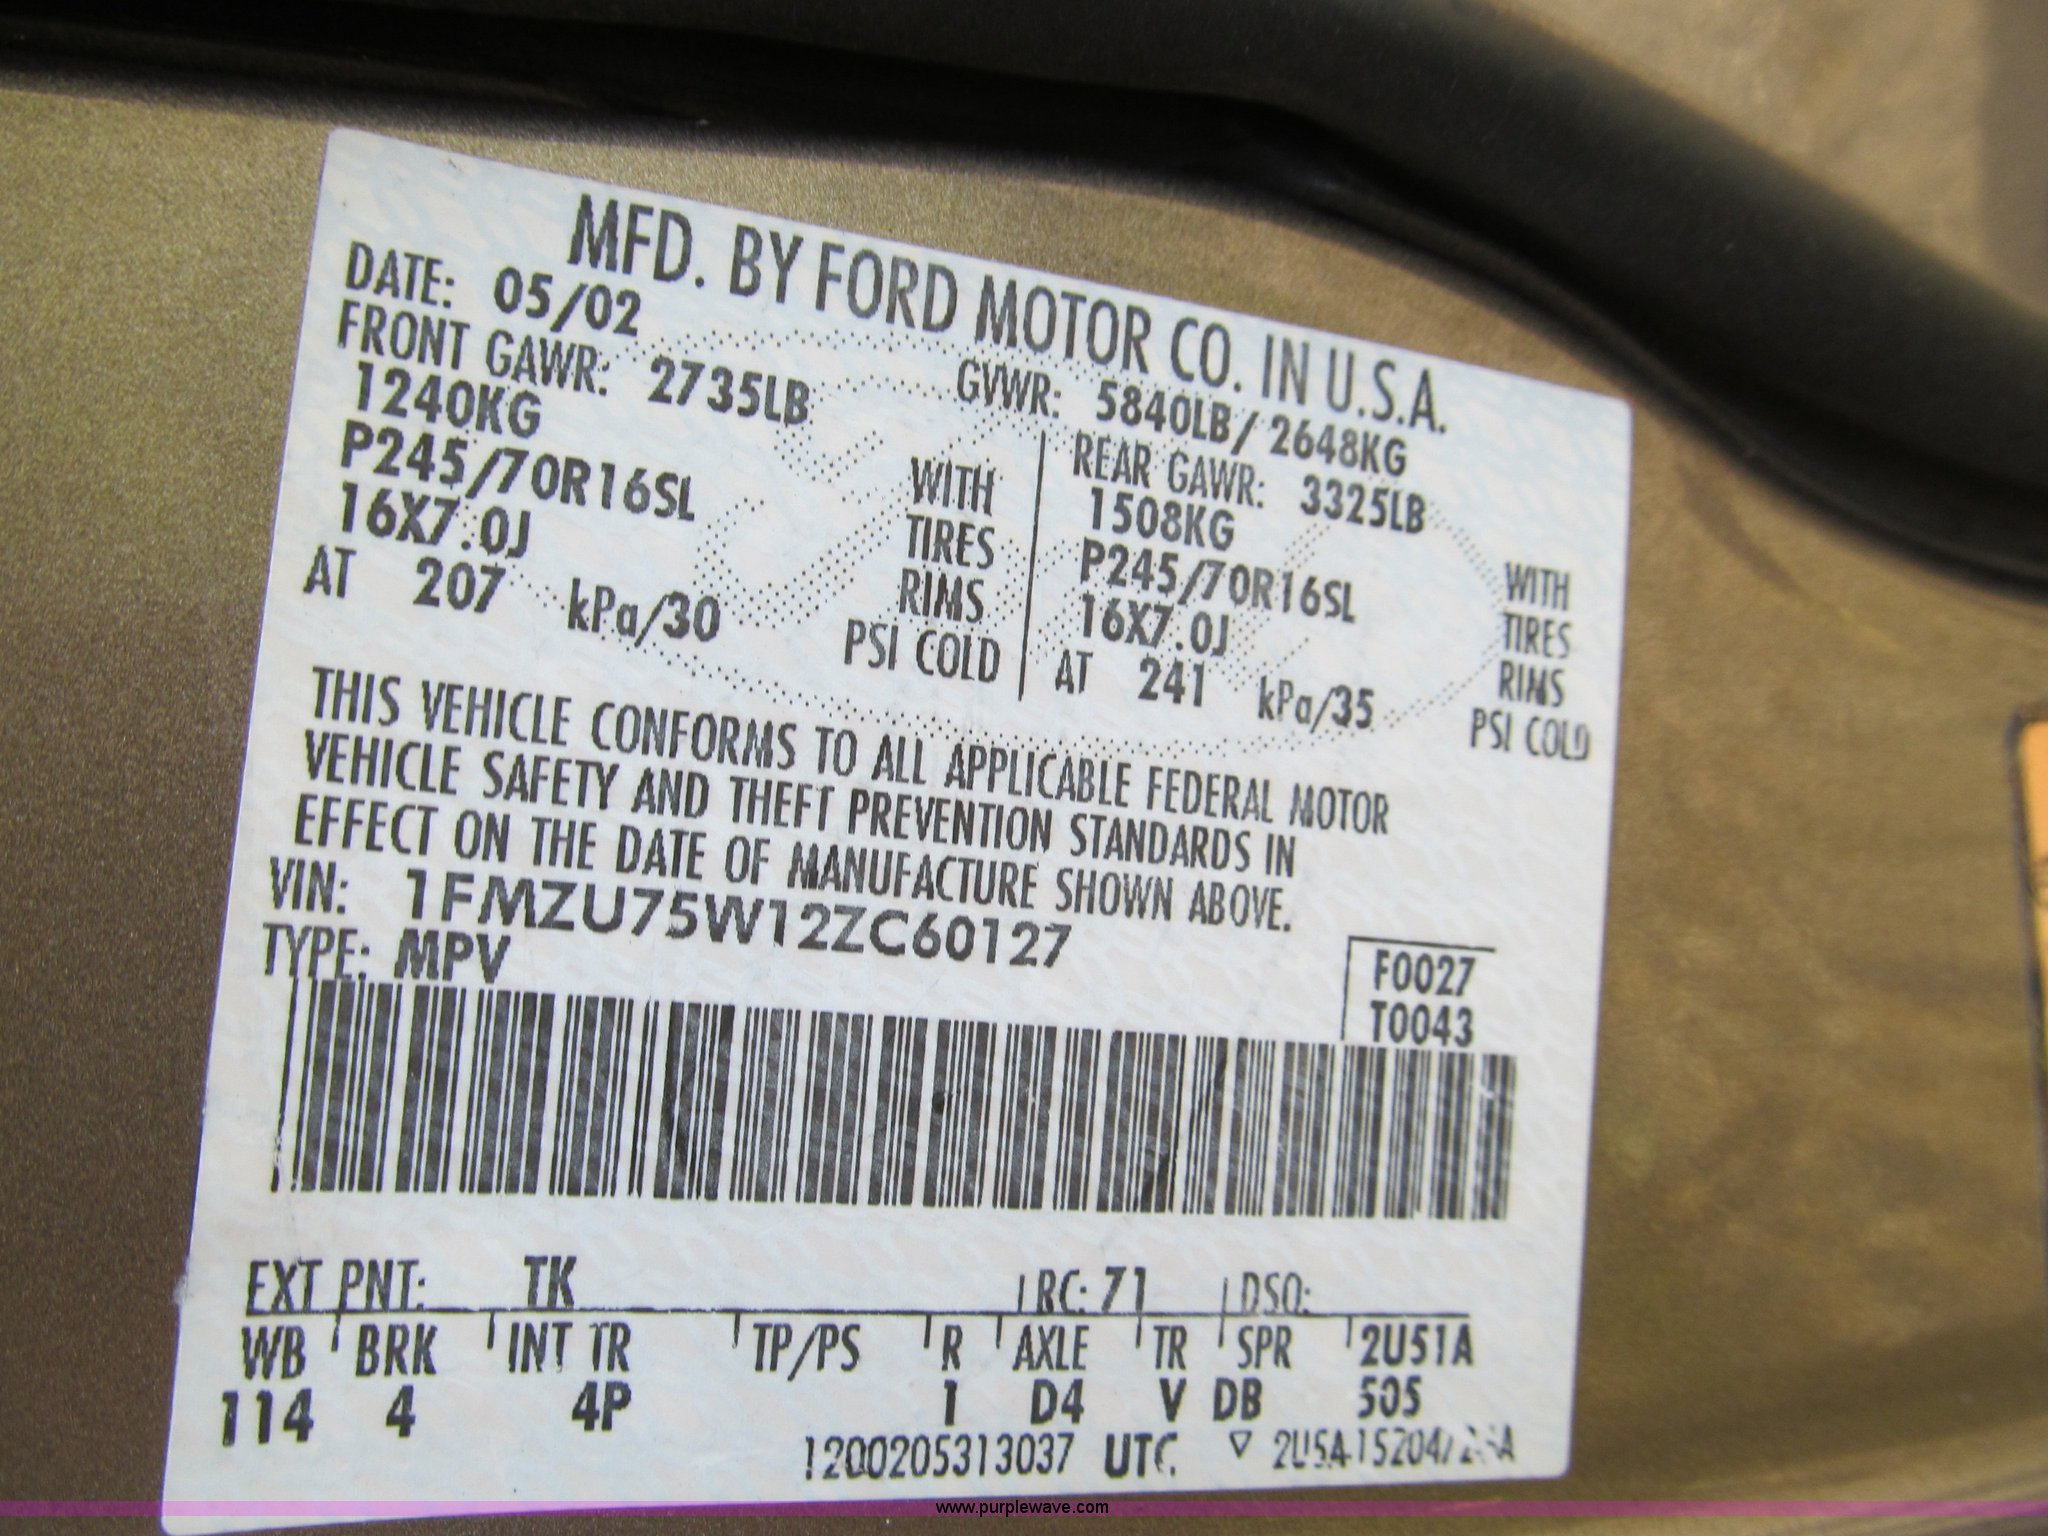 MFD. BY FORD MOTOR CO. IN U.S.A.
DATE: 05/02 GVWR: 5840LB/2648KG
FRONT GAWR: 2735LB REAR GAWR: 3325LB
1240KG WITH 1508KG WITH
P245/70R16SL TIRES P245/70R16SL TIRES
16X7.0J RIMS 16X7.0J RIMS
AT 207 kPa/30 PSI COLD AT 241 kPa/35 PSI COLD
THIS VEHICLE CONFORMS TO ALL APPLICABLE FEDERAL MOTOR
VEHICLE SAFETY AND THEFT PREVENTION STANDARDS IN
EFFECT ON THE DATE OF MANUFACTURE SHOWN ABOVE.
VIN: 1FMZU75W12ZC60127
TYPE: MPV
F0027
T0043
EXT PNT: TK RC: 71 DSO:
WB BRK INT TR TP/PS R AXLE TR SPR 2U51A
114 4 4P 1 D4 V DB 505
1200205313037 UTC
www.purplewave.com